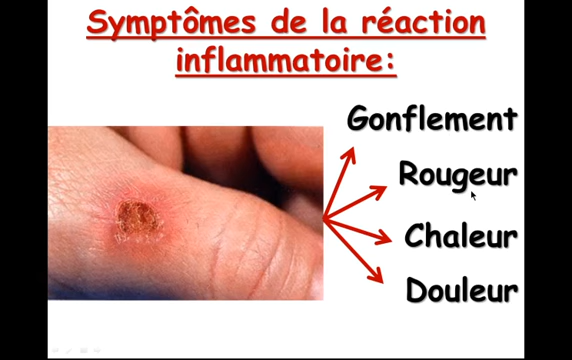 Symptômes de la réaction
inflammatoire:
Gonflement
Rougeur
Chaleur
Douleur